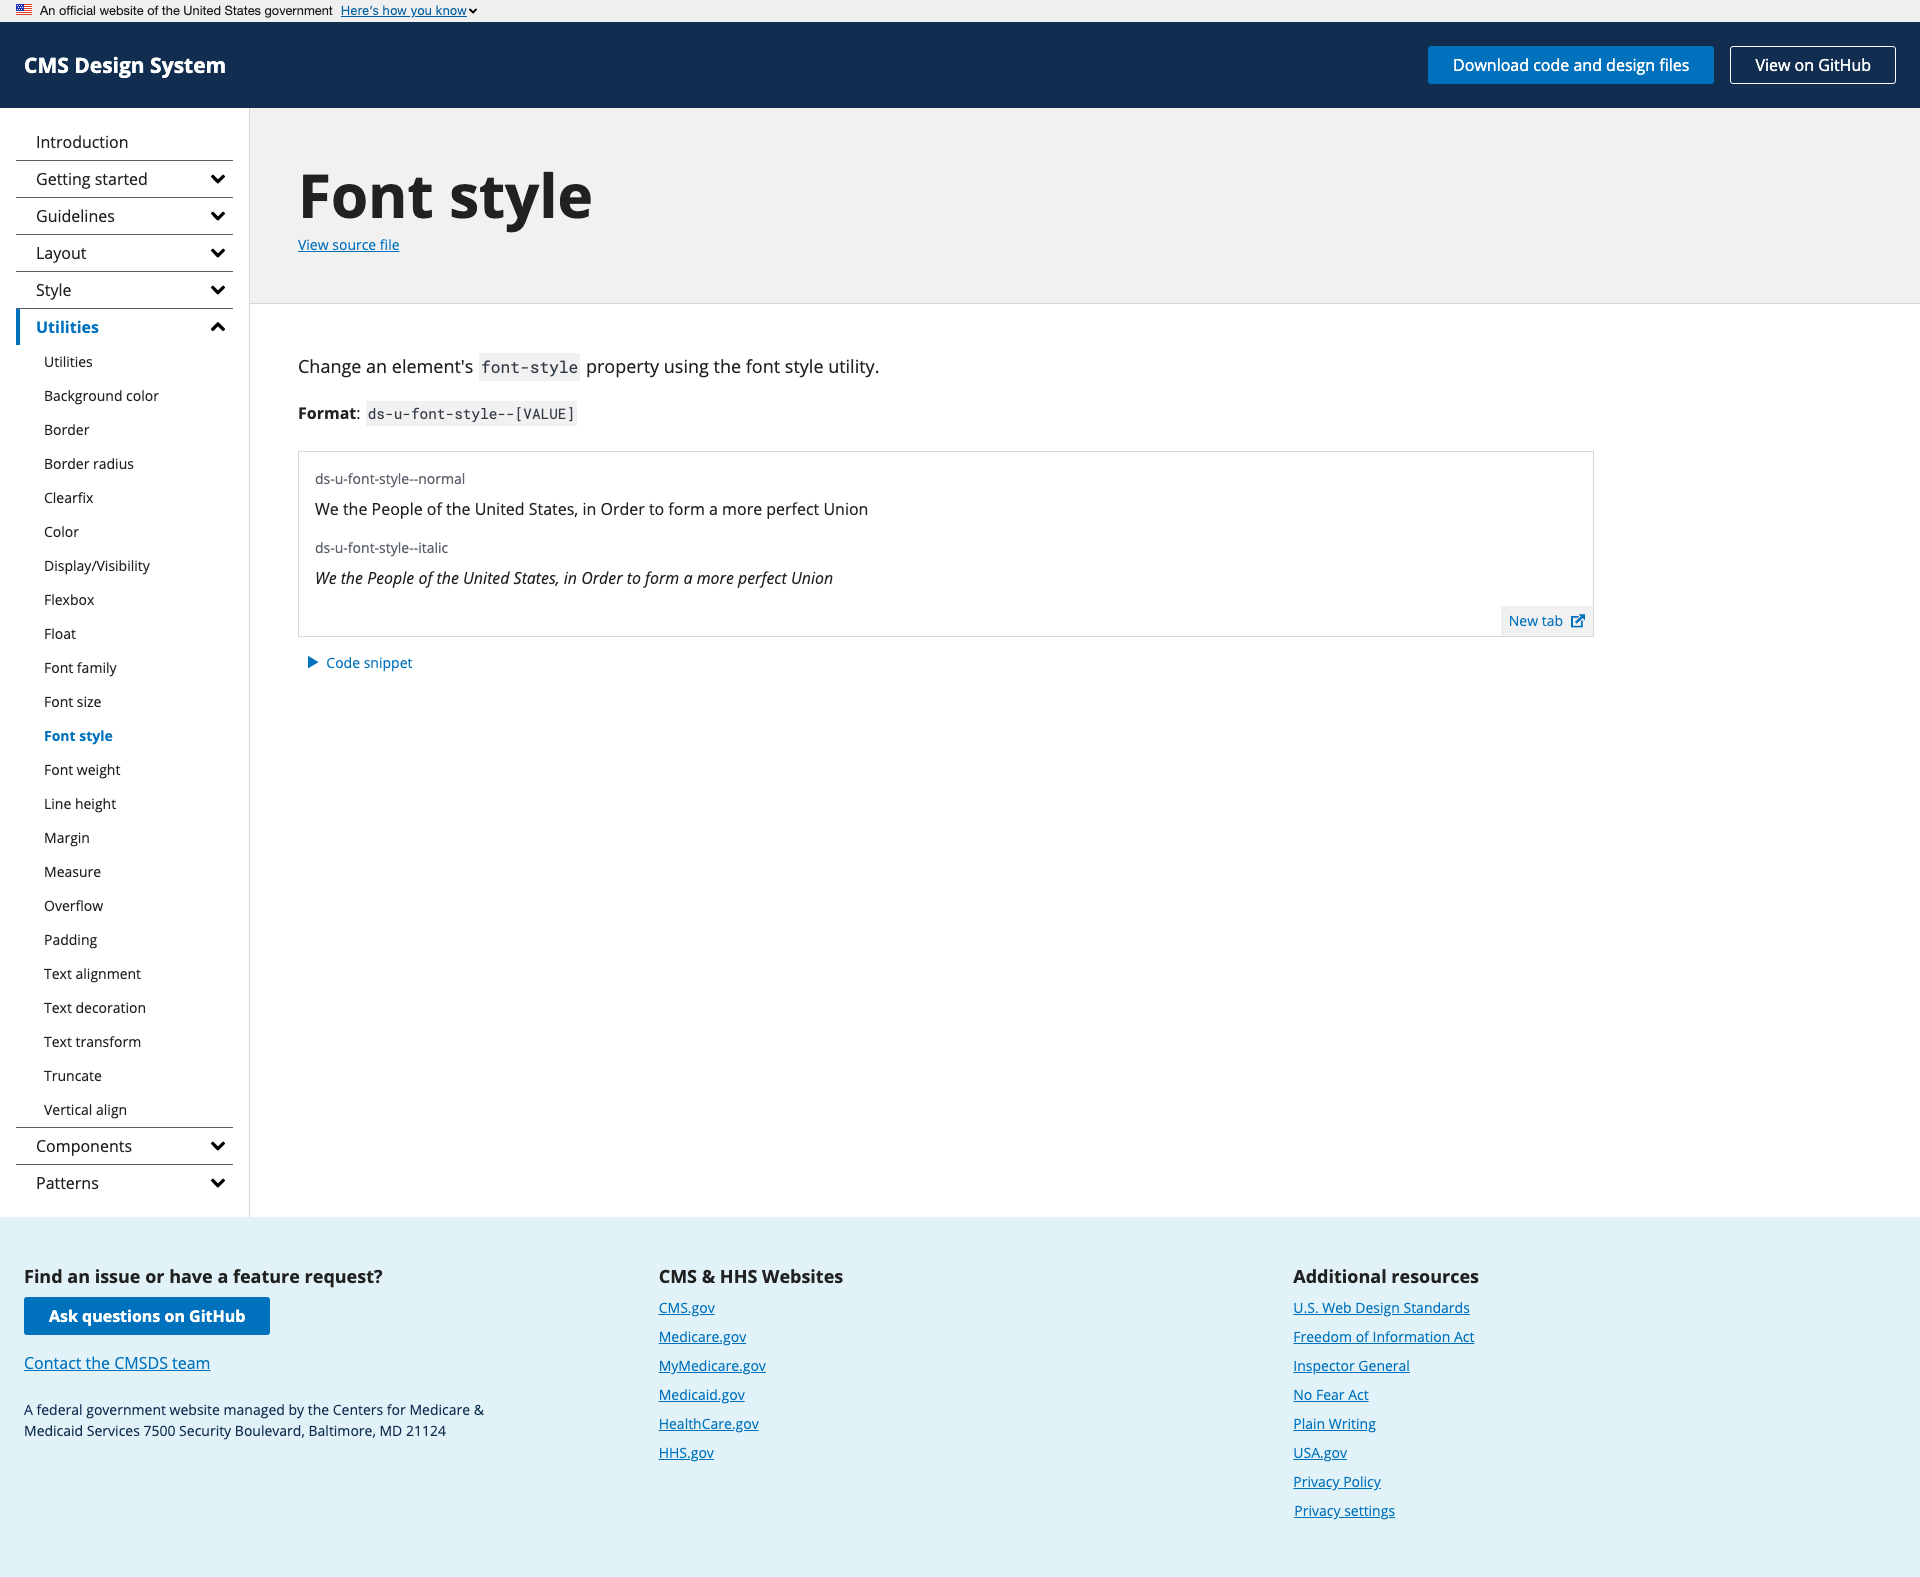 An official website of the United States government Here's how you know
CMS Design System
Download code and design files
View on GitHub
Introduction
Getting started
Guidelines
Layout
Style
Utilities
Utilities
Background color
Border
Border radius
Clearfix
Color
Display/Visibility
Flexbox
Float
Font family
Font size
Font style
Font weight
Line height
Margin
Measure
Overflow
Padding
Text alignment
Text decoration
Text transform
Truncate
Vertical align
Components
Patterns
Font style
View source file
Change an element's font-style property using the font style utility.
Format: ds-u-font-style--[VALUE]
ds-u-font-style--normal
We the People of the United States, in Order to form a more perfect Union
ds-u-font-style--italic
We the People of the United States, in Order to form a more perfect Union
New tab
Code snippet
Find an issue or have a feature request?
Ask questions on GitHub
Contact the CMSDS team
A federal government website managed by the Centers for Medicare &
Medicaid Services 7500 Security Boulevard, Baltimore, MD 21124
CMS & HHS Websites
CMS.gov
Medicare.gov
MyMedicare.gov
Medicaid.gov
HealthCare.gov
HHS.gov
Additional resources
U.S. Web Design Standards
Freedom of Information Act
Inspector General
No Fear Act
Plain Writing
USA.gov
Privacy Policy
Privacy settings